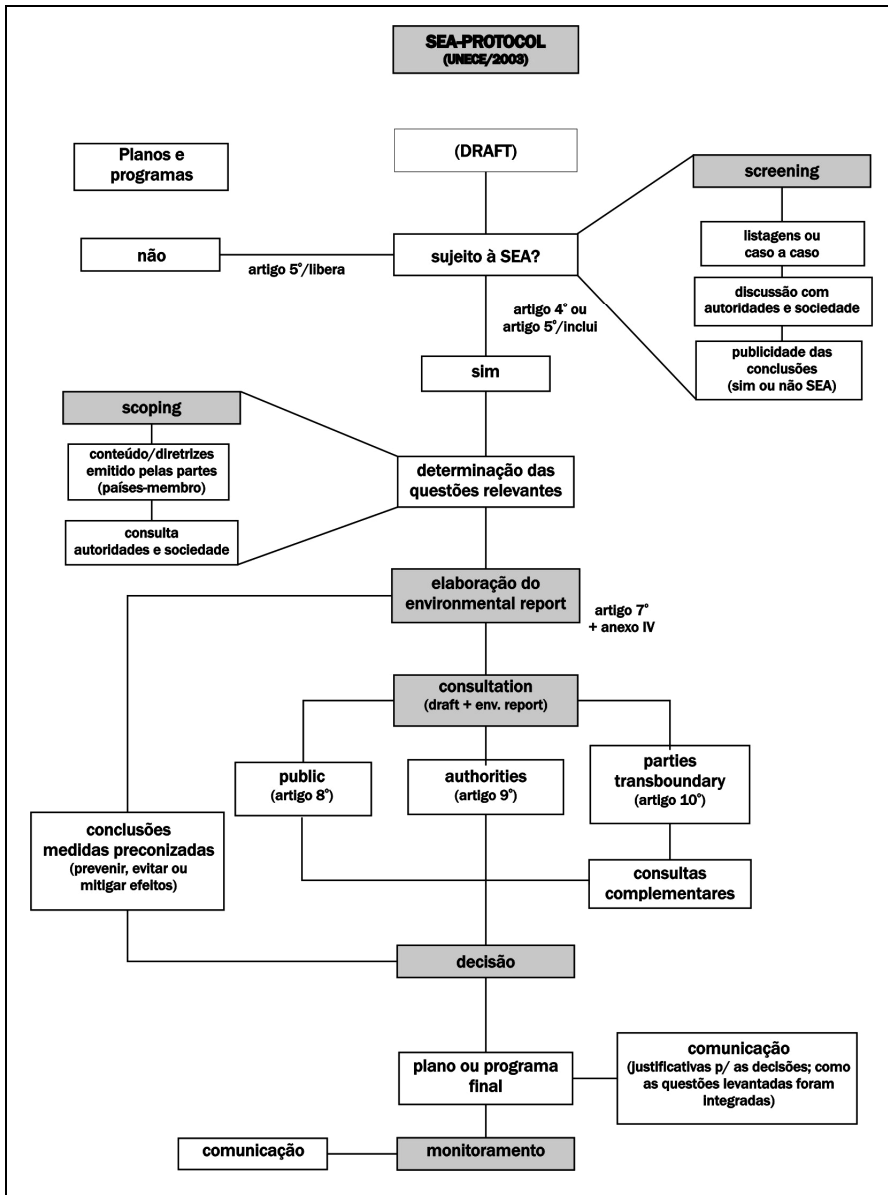 SEA-PROTOCOL
(UNECE/2003)
Planos e
programas
(DRAFT)
screening
não
artigo 5°/libera
sujeito à SEA?
listagens ou
caso a caso
discussão com
autoridades e sociedade
publicidade das
conclusões
(sim ou não SEA)
artigo 4° ou
artigo 5°/inclui
sim
scoping
conteúdo/diretrizes
emitido pelas partes
(países-membro)
consulta
autoridades e sociedade
determinação das
questões relevantes
elaboração do
environmental report
artigo 7°
+ anexo IV
consultation
(draft + env. report)
public
(artigo 8°)
authorities
(artigo 9°)
parties
transboundary
(artigo 10°)
conclusões
medidas preconizadas
(prevenir, evitar ou
mitigar efeitos)
consultas
complementares
decisão
plano ou programa
final
comunicação
(justificativas p/ as decisões; como
as questões levantadas foram
integradas)
comunicação
monitoramento